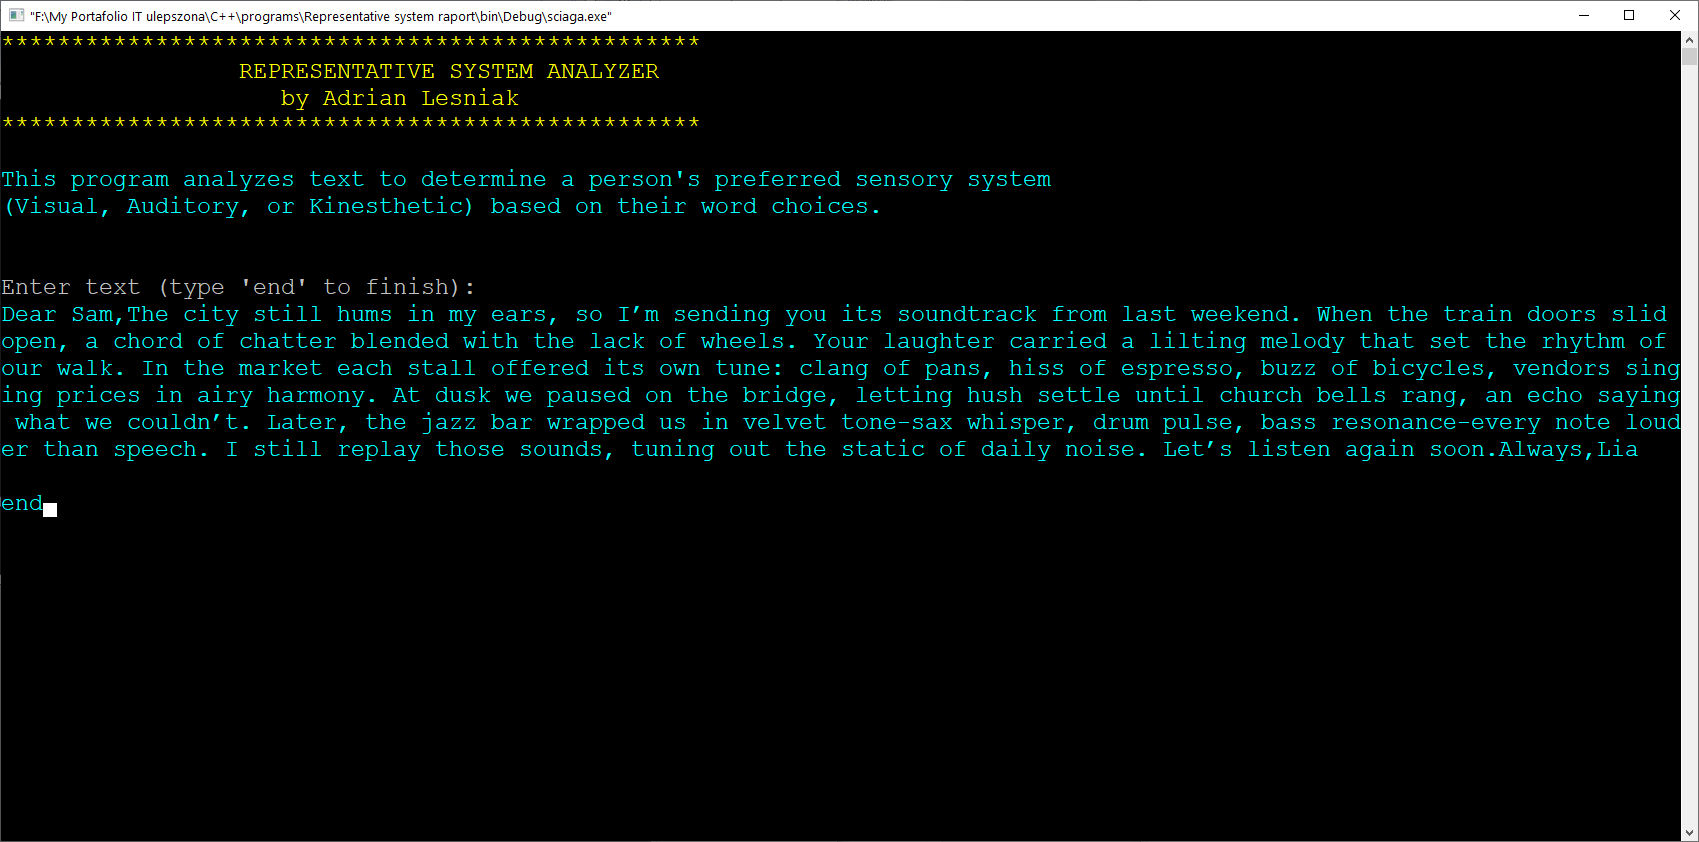 "F:\My Portafolio IT ulepszona\C++\programs\Representative system raport\bin\Debug\sciaga.exe"
**************************************************
REPRESENTATIVE SYSTEM ANALYZER
by Adrian Lesniak
**************************************************
This program analyzes text to determine a person's preferred sensory system
(Visual, Auditory, or Kinesthetic) based on their word choices.
Enter text (type 'end' to finish):
Dear Sam,The city still hums in my ears, so I’m sending you its soundtrack from last weekend. When the train doors slid
open, a chord of chatter blended with the lack of wheels. Your laughter carried a lilting melody that set the rhythm of
our walk. In the market each stall offered its own tune: clang of pans, hiss of espresso, buzz of bicycles, vendors sing
ing prices in airy harmony. At dusk we paused on the bridge, letting hush settle until church bells rang, an echo saying
what we couldn’t. Later, the jazz bar wrapped us in velvet tone-sax whisper, drum pulse, bass resonance-every note loud
er than speech. I still replay those sounds, tuning out the static of daily noise. Let’s listen again soon.Always,Lia
end